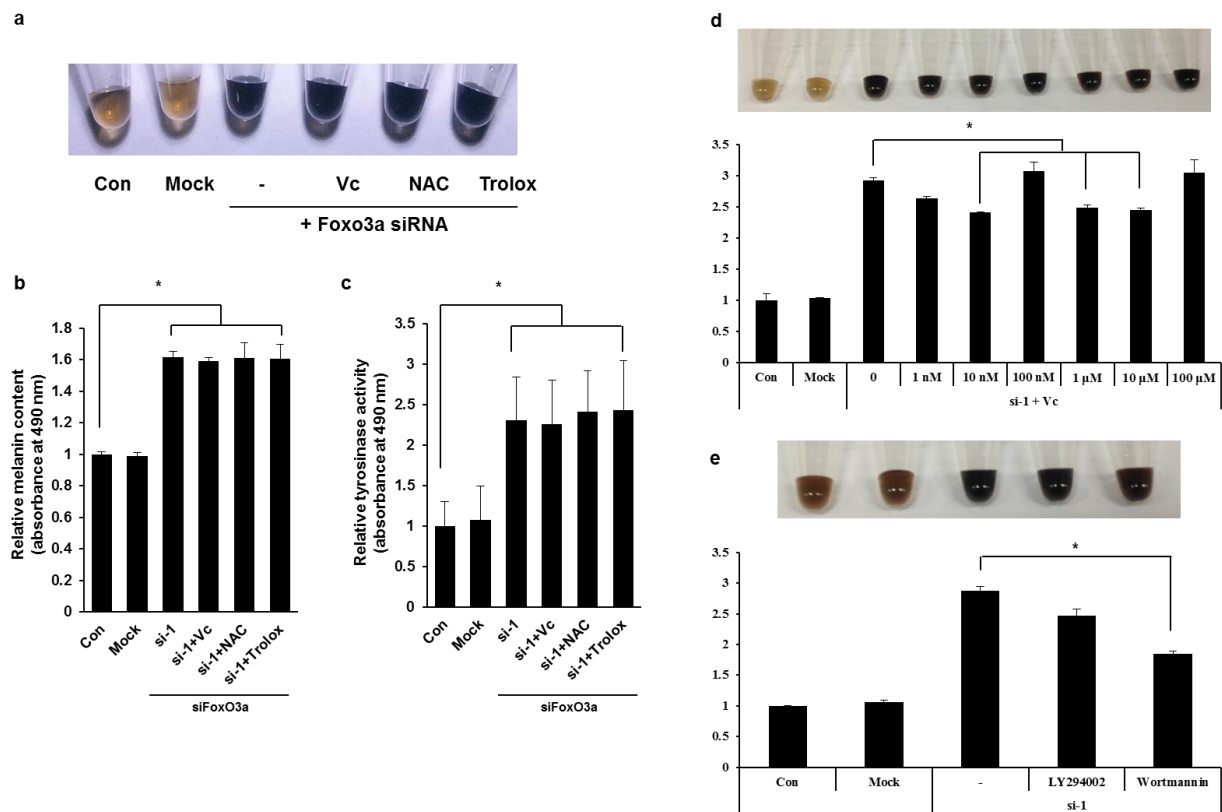 a
Con Mock - Vc NAC Trolox
+ Foxo3a siRNA
b
*
Relative melanin content
(absorbance at 490 nm)
1.8
1.6
1.4
1.2
1
0.8
0.6
0.4
0.2
0
Con
Mock
si-1
si-1+Vc
si-1+NAC
si-1+Trolox
siFoxO3a
c
*
Relative tyrosinase activity
(absorbance at 490 nm)
3.5
3
2.5
2
1.5
1
0.5
0
Con
Mock
si-1
si-1+Vc
si-1+NAC
si-1+Trolox
siFoxO3a
d
*
3.5
3
2.5
2
1.5
1
0.5
0
Con Mock 0 1 nM 10 nM 100 nM 1 µM 10 µM 100 µM
si-1 + Vc
e
*
3.5
3
2.5
2
1.5
1
0.5
0
Con Mock - LY294002 Wortmannin
si-1